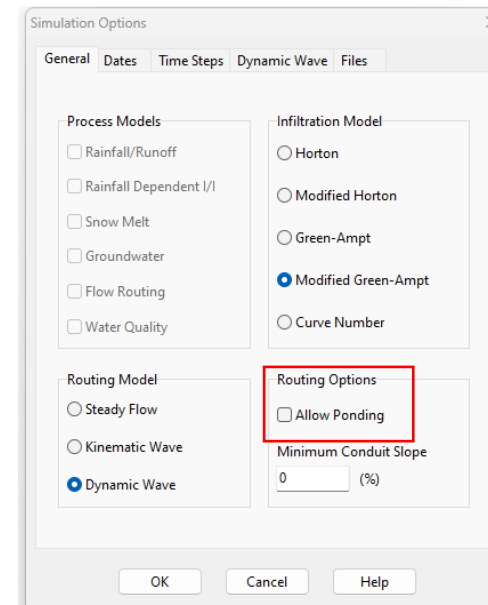 Simulation Options
General Dates Time Steps Dynamic Wave Files
Process Models
Rainfall/Runoff
Rainfall Dependent I/I
Snow Melt
Groundwater
Flow Routing
Water Quality
Infiltration Model
Horton
Modified Horton
Green-Ampt
Modified Green-Ampt
Curve Number
Routing Model
Steady Flow
Kinematic Wave
Dynamic Wave
Routing Options
Allow Ponding
Minimum Conduit Slope
0 (%)
OK Cancel Help